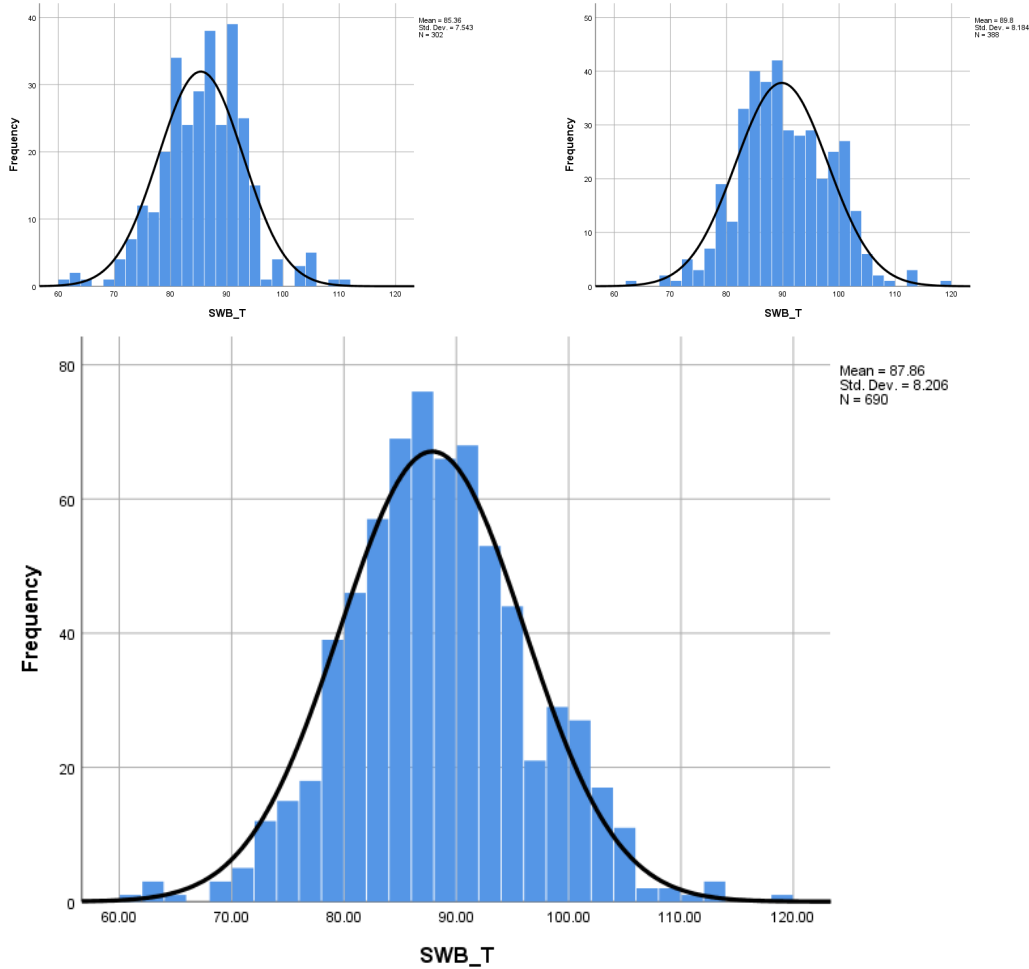 40
30
20
10
0
Frequency
60
70
80
90
100
110
120
SWB_T
Mean = 85.36
Std. Dev. = 7.543
N = 302
50
40
30
20
10
0
Frequency
60
70
80
90
100
110
120
SWB_T
Mean = 89.8
Std. Dev. = 8.184
N = 388
80
60
40
20
0
Frequency
60.00
70.00
80.00
90.00
100.00
110.00
120.00
SWB_T
Mean = 87.86
Std. Dev. = 8.206
N = 690